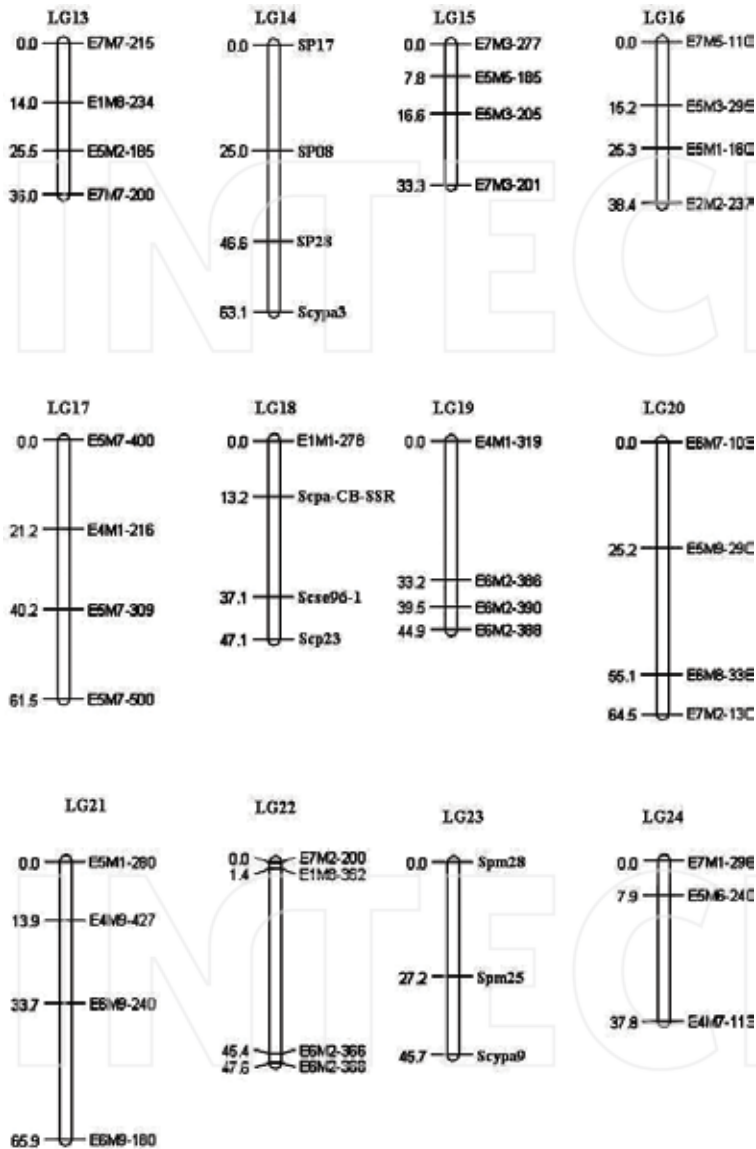 LG13
0.0 E7M7-215
14.0 E1M8-234
25.5 E5M2-185
36.0 E7M7-200
LG14
0.0 SP17
25.0 SP08
46.6 SP28
63.1 Scypa3
LG15
0.0 E7M3-277
7.8 E5M5-185
16.6 E5M3-205
33.3 E7M3-201
LG16
0.0
15.2
25.3
38.4 E2M2-237
LG17
0.0 E5M7-400
21.2 E4M1-216
40.2 E5M7-309
61.5 E5M7-500
LG18
0.0 E1M1-278
13.2 Scpa-CB-SSR
37.1 Scse96-1
47.1 Scp23
LG19
0.0 E4M1-319
33.2 E6M2-386
39.5 E6M2-390
44.9 E6M2-388
LG20
0.0
25.2
55.1
64.5
LG21
0.0 E5M1-260
13.9 E4M9-427
33.7 E6M9-240
65.9 E6M9-180
LG22
0.0 E7M2-200
1.4 E1M8-362
45.4 E6M2-366
47.6 E6M2-368
LG23
0.0 Spm28
27.2 Spm25
45.7 Scypa9
LG24
0.0
7.9
37.8
INTEC
INTEC